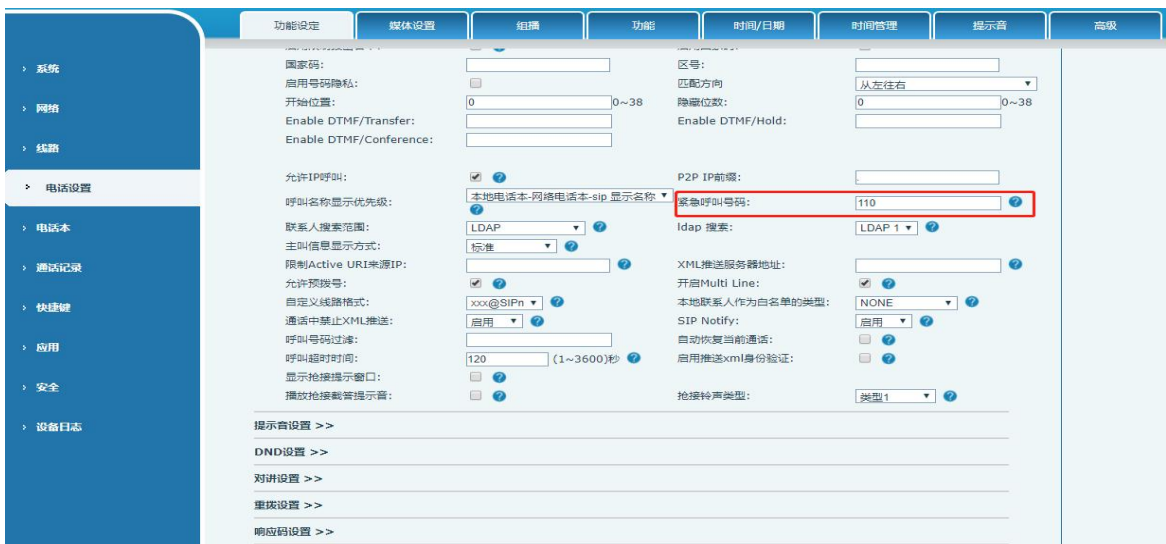 功能设定 媒体设置 组播 功能 时间/日期 时间管理 提示音 高级
› 系统
› 网络
› 线路
› 电话设置
› 电话本
› 通话记录
› 快捷键
› 应用
› 安全
› 设备日志
国家码: 区号:
启用号码隐私: 匹配方向 从左往右
开始位置: 0 0~38 隐藏位数: 0 0~38
Enable DTMF/Transfer: Enable DTMF/Hold:
Enable DTMF/Conference:
允许IP呼叫: P2P IP前缀: .
呼叫名称显示优先级: 本地电话本-网络电话本-sip 显示名称 紧急呼叫号码: 110
联系人搜索范围: LDAP ldap 搜索: LDAP 1
主叫信息显示方式: 标准
限制Active URI来源IP: XML推送服务器地址:
允许预拨号: 开启Multi Line:
自定义线路格式: xxx@SIPn 本地联系人作为白名单的类型: NONE
通话中禁止XML推送: 启用 SIP Notify: 启用
呼叫号码过滤: 自动恢复当前通话:
呼叫超时时间: 120 (1~3600)秒 启用推送xml身份验证:
显示抢接提示窗口:
播放抢接截答提示音: 抢接铃声类型: 类型1
提示音设置 >>
DND设置 >>
对讲设置 >>
重拨设置 >>
响应码设置 >>